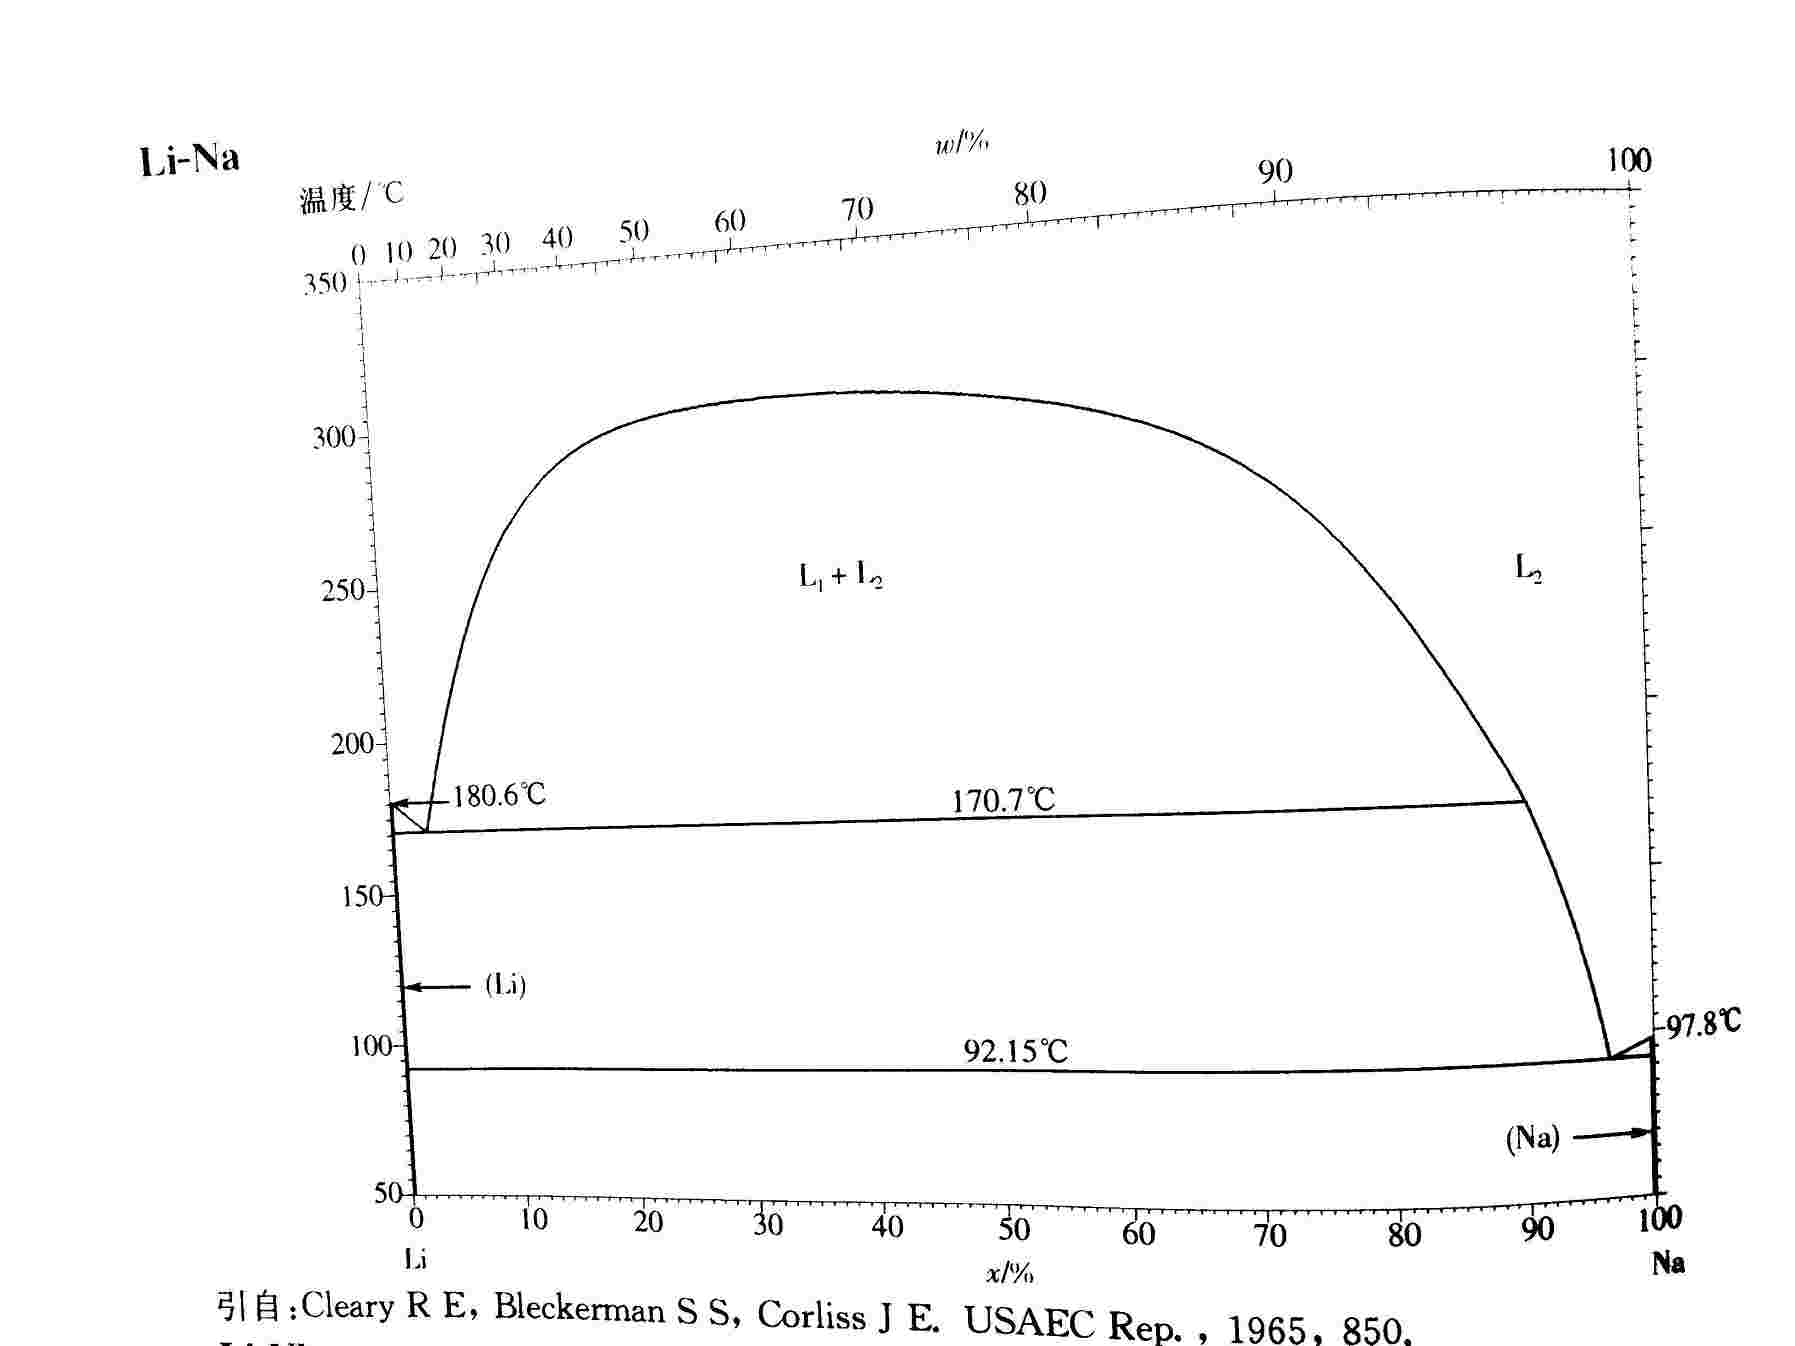 Li-Na
w/%
温度/℃
0 10 20 30 40 50 60 70 80 90 100
350
300
250
200
150
100
50
L₁ + L₂
L₂
180.6℃
170.7℃
(Li)
92.15℃
97.8℃
(Na)
0 10 20 30 40 50 60 70 80 90 100
Li
x/%
Na
引自:Cleary R E, Bleckerman S S, Corliss J E. USAEC Rep. , 1965, 850,